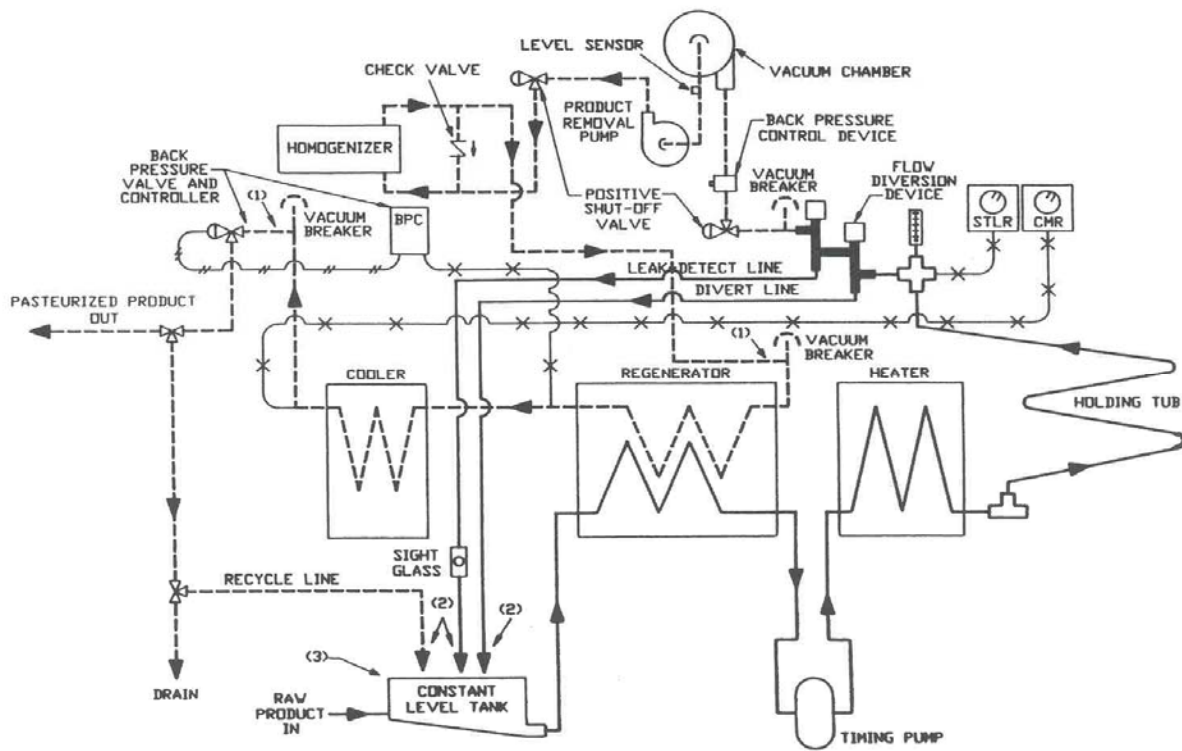 LEVEL SENSOR
VACUUM CHAMBER
CHECK VALVE
PRODUCT
REMOVAL
PUMP
BACK PRESSURE
CONTROL DEVICE
HOMOGENIZER
BACK
PRESSURE
VALVE AND
CONTROLLER
(1)
VACUUM
BREAKER
BPC
POSITIVE
SHUT-OFF
VALVE
VACUUM
BREAKER
FLOW
DIVERSION
DEVICE
STLR
CMR
LEAK DETECT LINE
DIVERT LINE
PASTEURIZED PRODUCT
OUT
(1)
VACUUM
BREAKER
COOLER
REGENERATOR
HEATER
HOLDING TUB
SIGHT
GLASS
RECYCLE LINE
(2)
(2)
(3)
DRAIN
RAW
PRODUCT
IN
CONSTANT
LEVEL TANK
TIMING PUMP